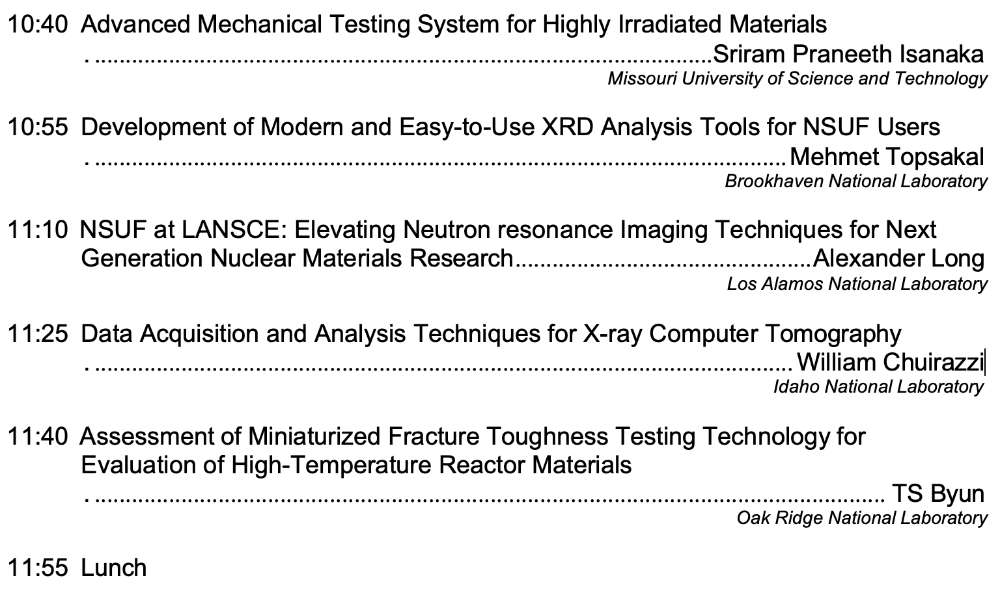 10:40 Advanced Mechanical Testing System for Highly Irradiated Materials
. ....................................................................................................Sriram Praneeth Isanaka
Missouri University of Science and Technology
10:55 Development of Modern and Easy-to-Use XRD Analysis Tools for NSUF Users
. ................................................................................................................ Mehmet Topsakal
Brookhaven National Laboratory
11:10 NSUF at LANSCE: Elevating Neutron resonance Imaging Techniques for Next
Generation Nuclear Materials Research................................................Alexander Long
Los Alamos National Laboratory
11:25 Data Acquisition and Analysis Techniques for X-ray Computer Tomography
. ................................................................................................................. William Chuirazzi
Idaho National Laboratory
11:40 Assessment of Miniaturized Fracture Toughness Testing Technology for
Evaluation of High-Temperature Reactor Materials
. ................................................................................................................................ TS Byun
Oak Ridge National Laboratory
11:55 Lunch